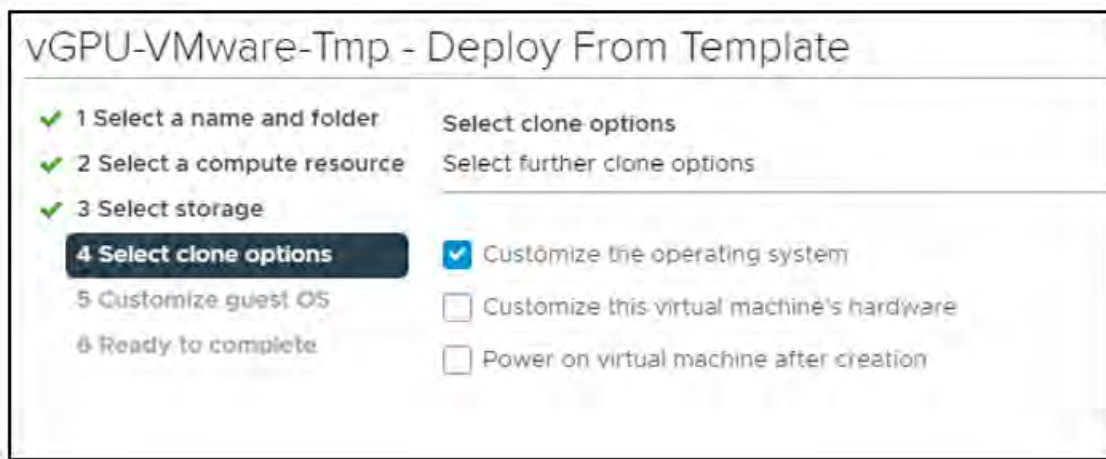 vGPU-VMware-Tmp - Deploy From Template
1 Select a name and folder
2 Select a compute resource
3 Select storage
4 Select clone options
5 Customize guest OS
6 Ready to complete
Select clone options
Select further clone options
Customize the operating system
Customize this virtual machine's hardware
Power on virtual machine after creation